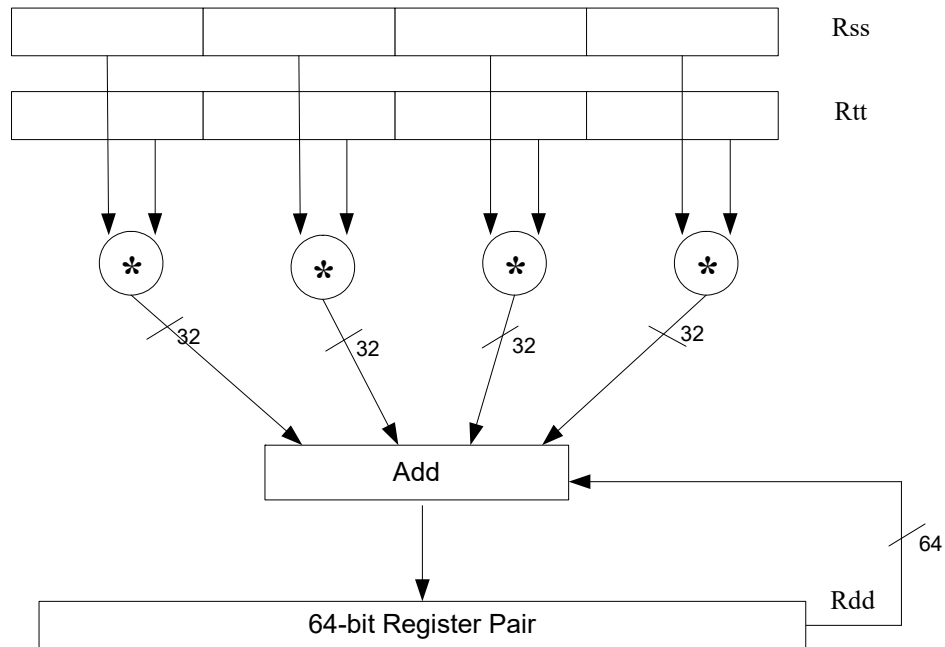 Rss
Rtt
* * * *
32 32 32 32
Add
64
Rdd
64-bit Register Pair